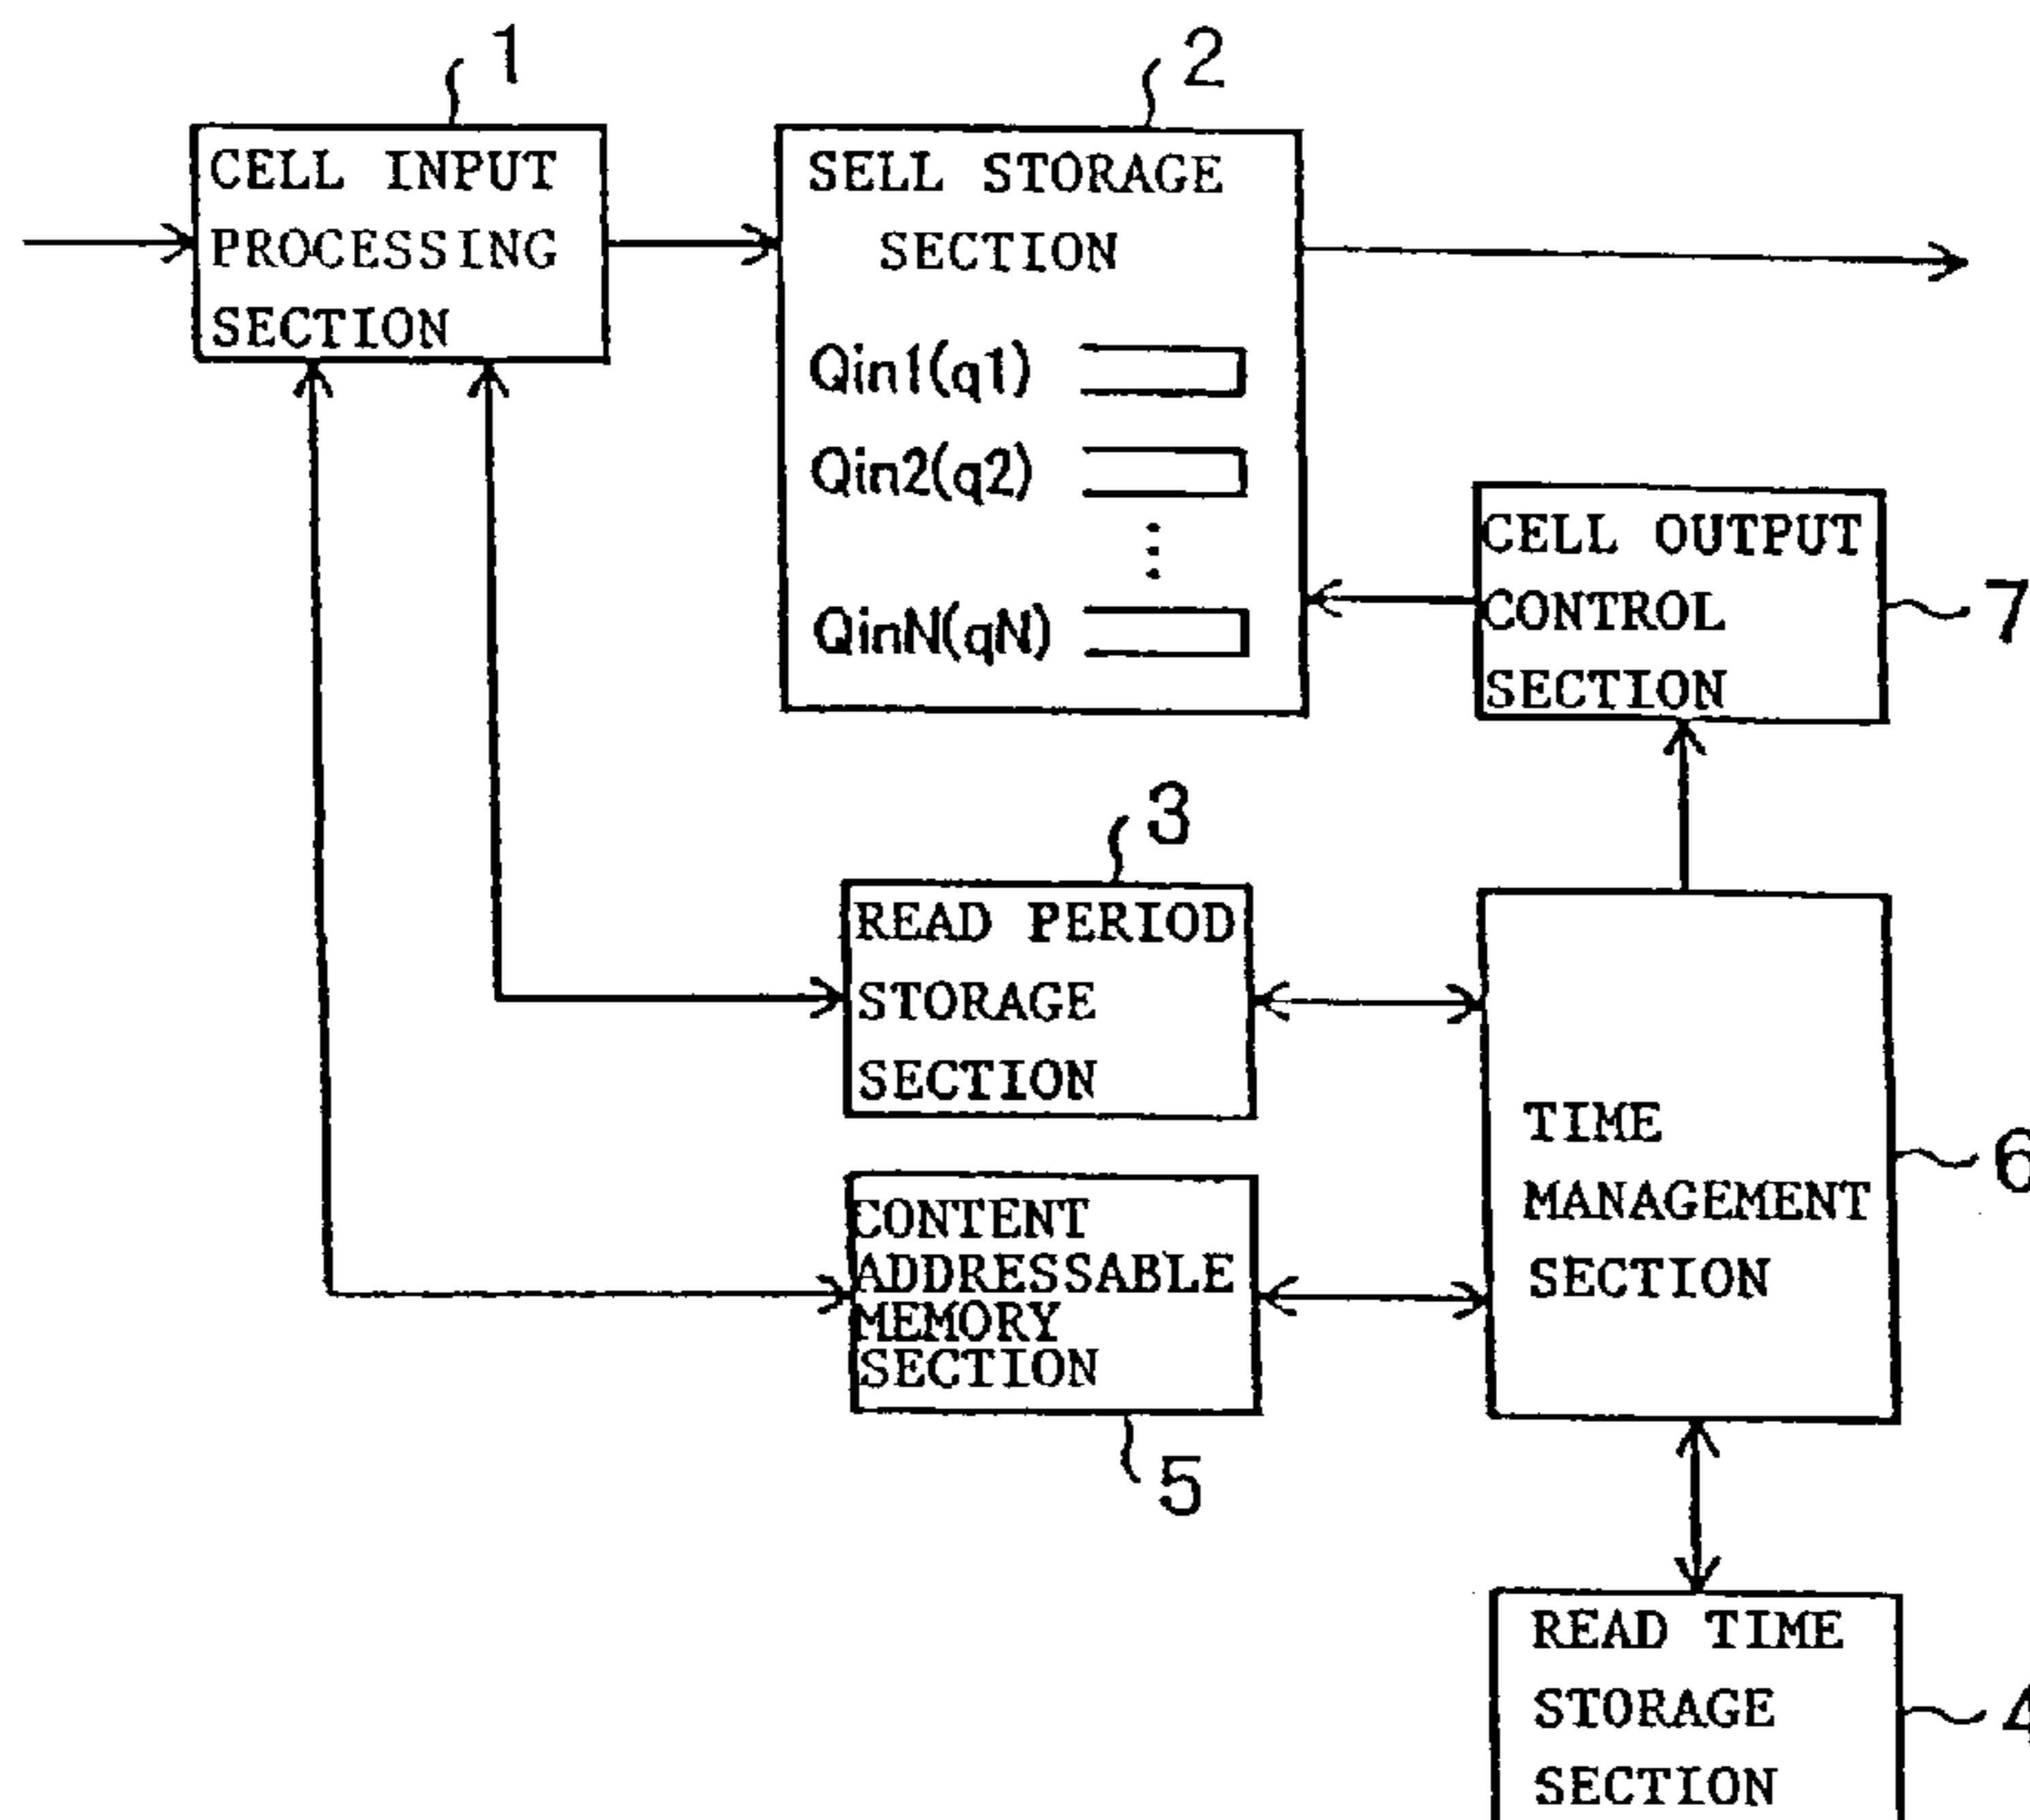 1
CELL INPUT
PROCESSING
SECTION
2
SELL STORAGE
SECTION
Qin1(q1)
Qin2(q2)
QinN(qN)
CELL OUTPUT
CONTROL
SECTION
7
3
READ PERIOD
STORAGE
SECTION
TIME
MANAGEMENT
SECTION
6
CONTENT
ADDRESSABLE
MEMORY
SECTION
5
READ TIME
STORAGE
SECTION
4